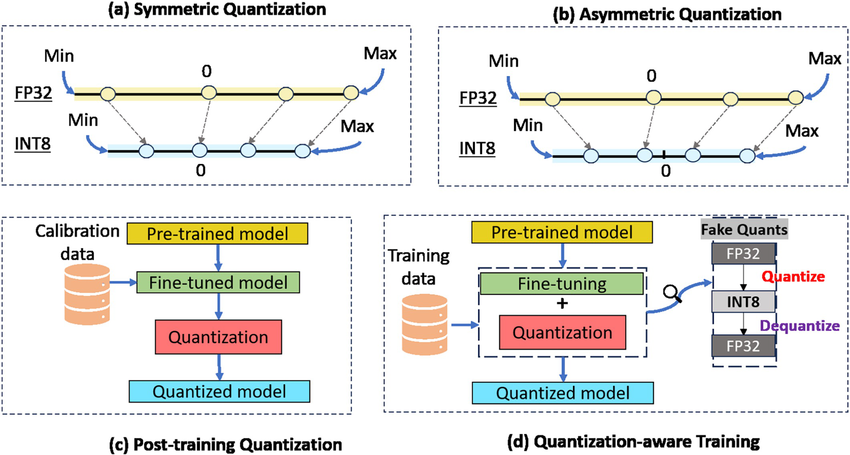 (a) Symmetric Quantization
Min
Max
0
FP32
Min
Max
INT8
0
(b) Asymmetric Quantization
Min
Max
0
FP32
Min
Max
INT8
0
Calibration
data
Pre-trained model
Fine-tuned model
Quantization
Quantized model
(c) Post-training Quantization
Training
data
Pre-trained model
Fine-tuning
+
Quantization
Quantized model
Fake Quants
FP32
Quantize
INT8
Dequantize
FP32
(d) Quantization-aware Training